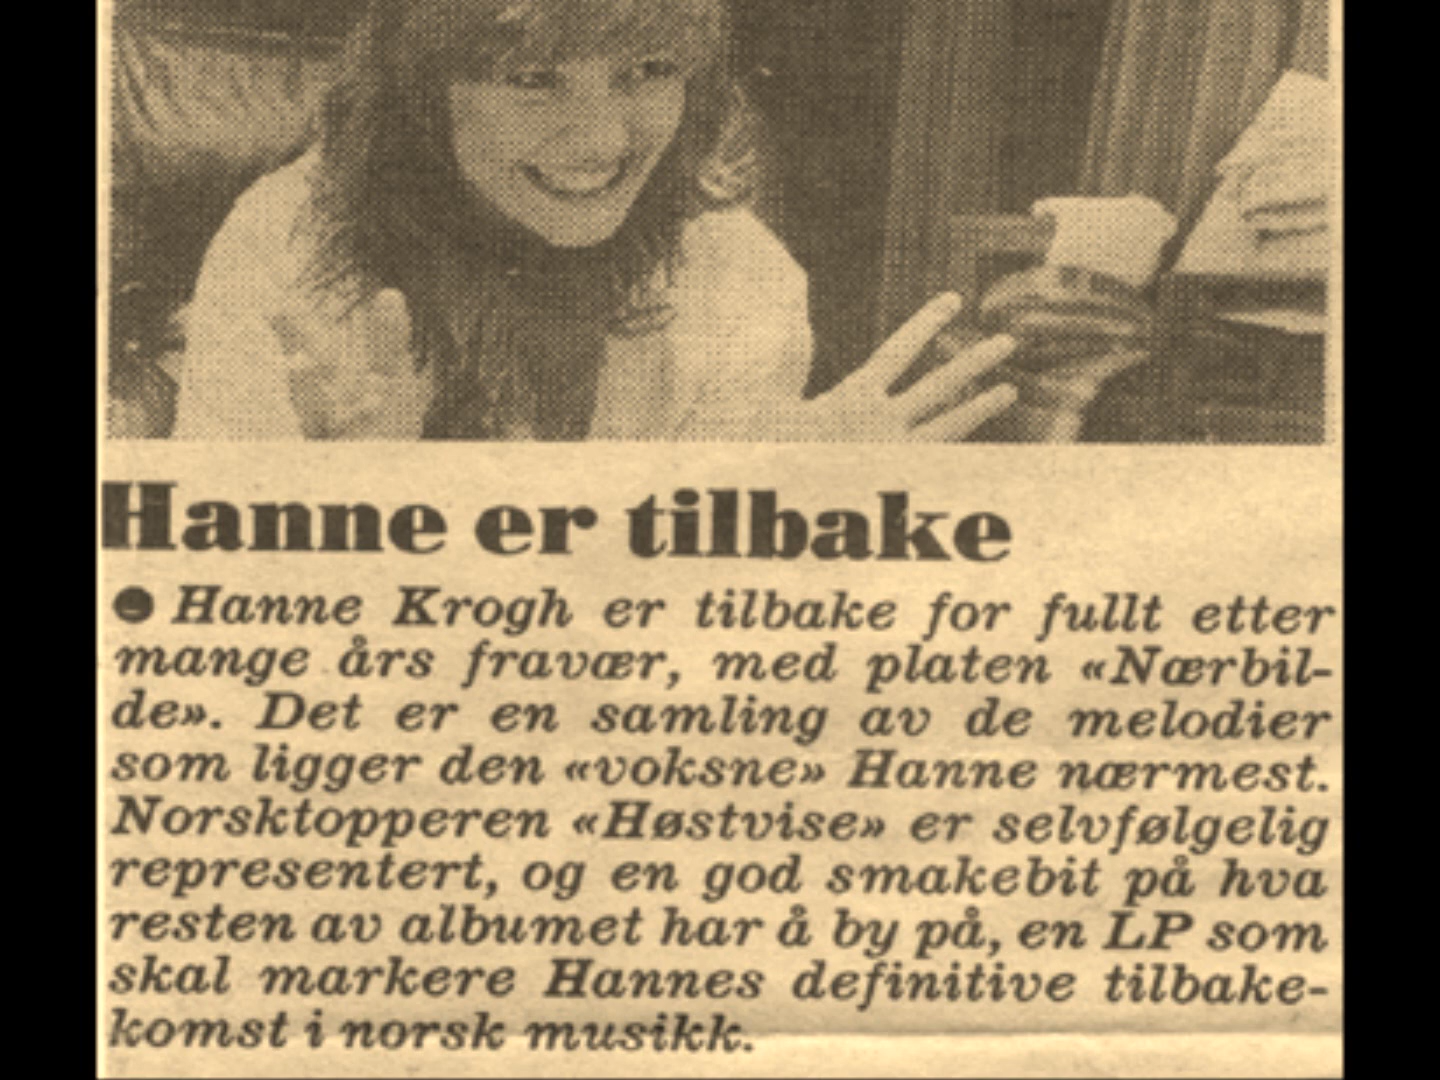 Hanne er tilbake
● Hanne Krogh er tilbake for fullt etter
mange års fravær, med platen «Nærbil-
de». Det er en samling av de melodier
som ligger den «voksne» Hanne nærmest.
Norsktopperen «Høstvise» er selvfølgelig
representert, og en god smakebit på hva
resten av albumet har å by på, en LP som
skal markere Hannes definitive tilbake-
komst i norsk musikk.